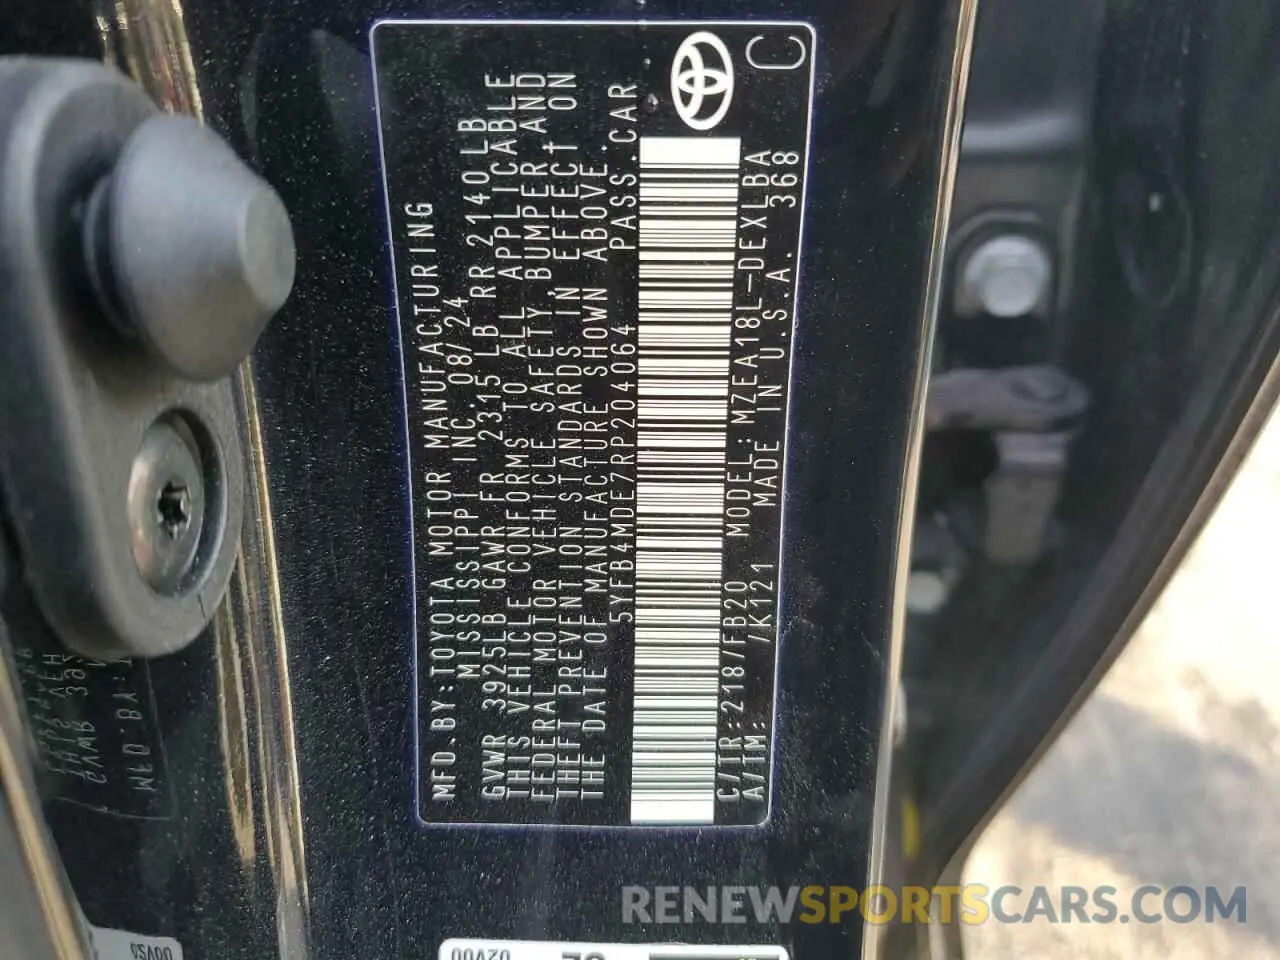 MFD.BY:TOYOTA MOTOR MANUFACTURING
MISSISSIPPI INC. 08/24
GVWR 3925LB GAWR FR 2315LB RR 2140LB
THIS VEHICLE CONFORMS TO ALL APPLICABLE
FEDERAL MOTOR VEHICLE SAFETY, BUMPER AND
THEFT PREVENTION STANDARDS IN EFFECT ON
THE DATE OF MANUFACTURE SHOWN ABOVE.
5YFB4MDE7RP204064 PASS.CAR
C/TR:218/FB20 MODEL:MZEA18L-DEXLBA
A/TM: /K121 MADE IN U.S.A. 368
C
RENEWSPORTSCARS.COM